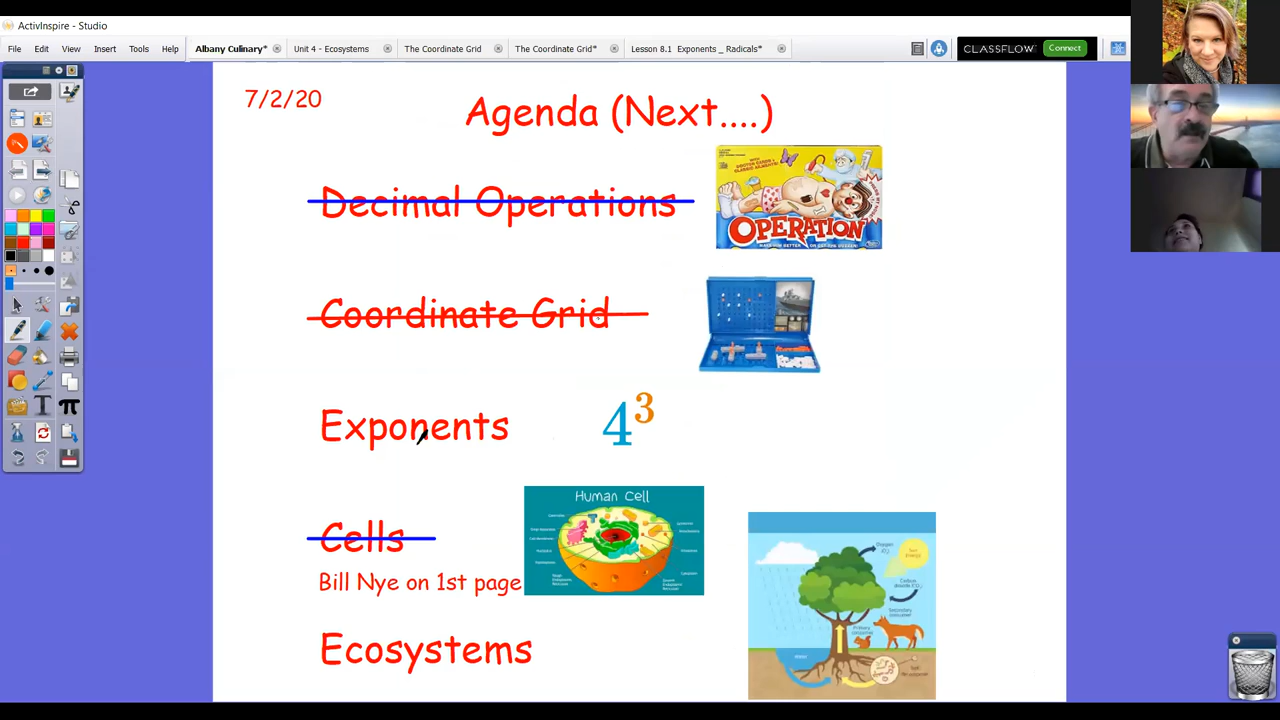 ActivInspire - Studio
File Edit View Insert Tools Help
Albany Culinary* Unit 4 - Ecosystems The Coordinate Grid The Coordinate Grid* Lesson 8.1 Exponents _ Radicals*
CLASSFLOW Connect
7/2/20
Agenda (Next....)
Decimal Operations
OPERATION
Coordinate Grid
Exponents 4³
Human Cell
Cells
Bill Nye on 1st page
Ecosystems